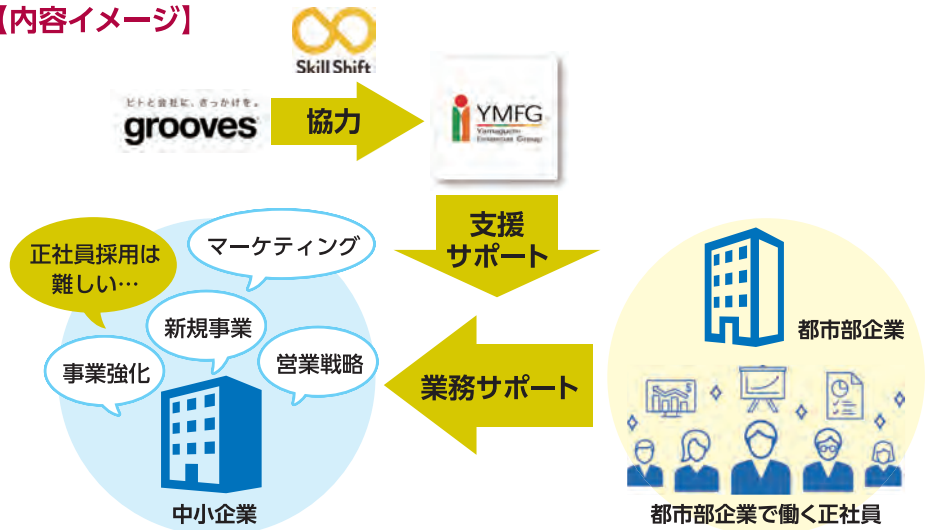 【内容イメージ】
Skill Shift
ヒトと会社に、きっかけを。
grooves
協力
YMFG
Yamaguchi
Financial Group
支援
サポート
正社員採用は
難しい…
マーケティング
新規事業
事業強化
営業戦略
中小企業
業務サポート
都市部企業
都市部企業で働く正社員